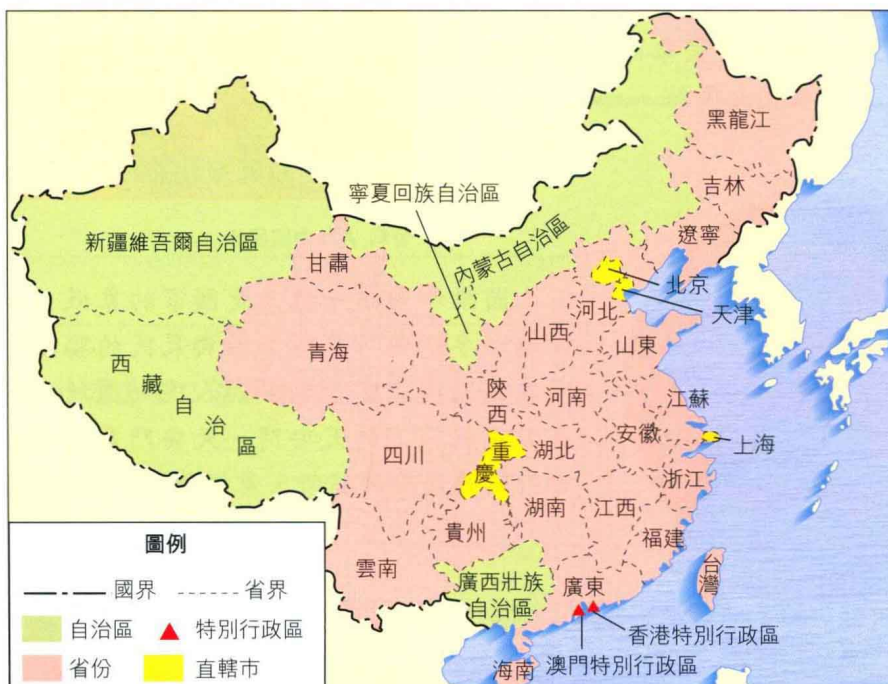 黑龍江
吉林
寧夏回族自治區
遼寧
新疆維吾爾自治區
內蒙古自治區
甘肅
北京
河北
天津
山西
山東
青海
西藏自治區
陝西
河南
江蘇
安徽
上海
四川
重慶
湖北
浙江
湖南
江西
貴州
福建
雲南
廣西壯族
自治區
廣東
台灣
香港特別行政區
澳門特別行政區
海南
圖例
國界
省界
自治區
特別行政區
省份
直轄市